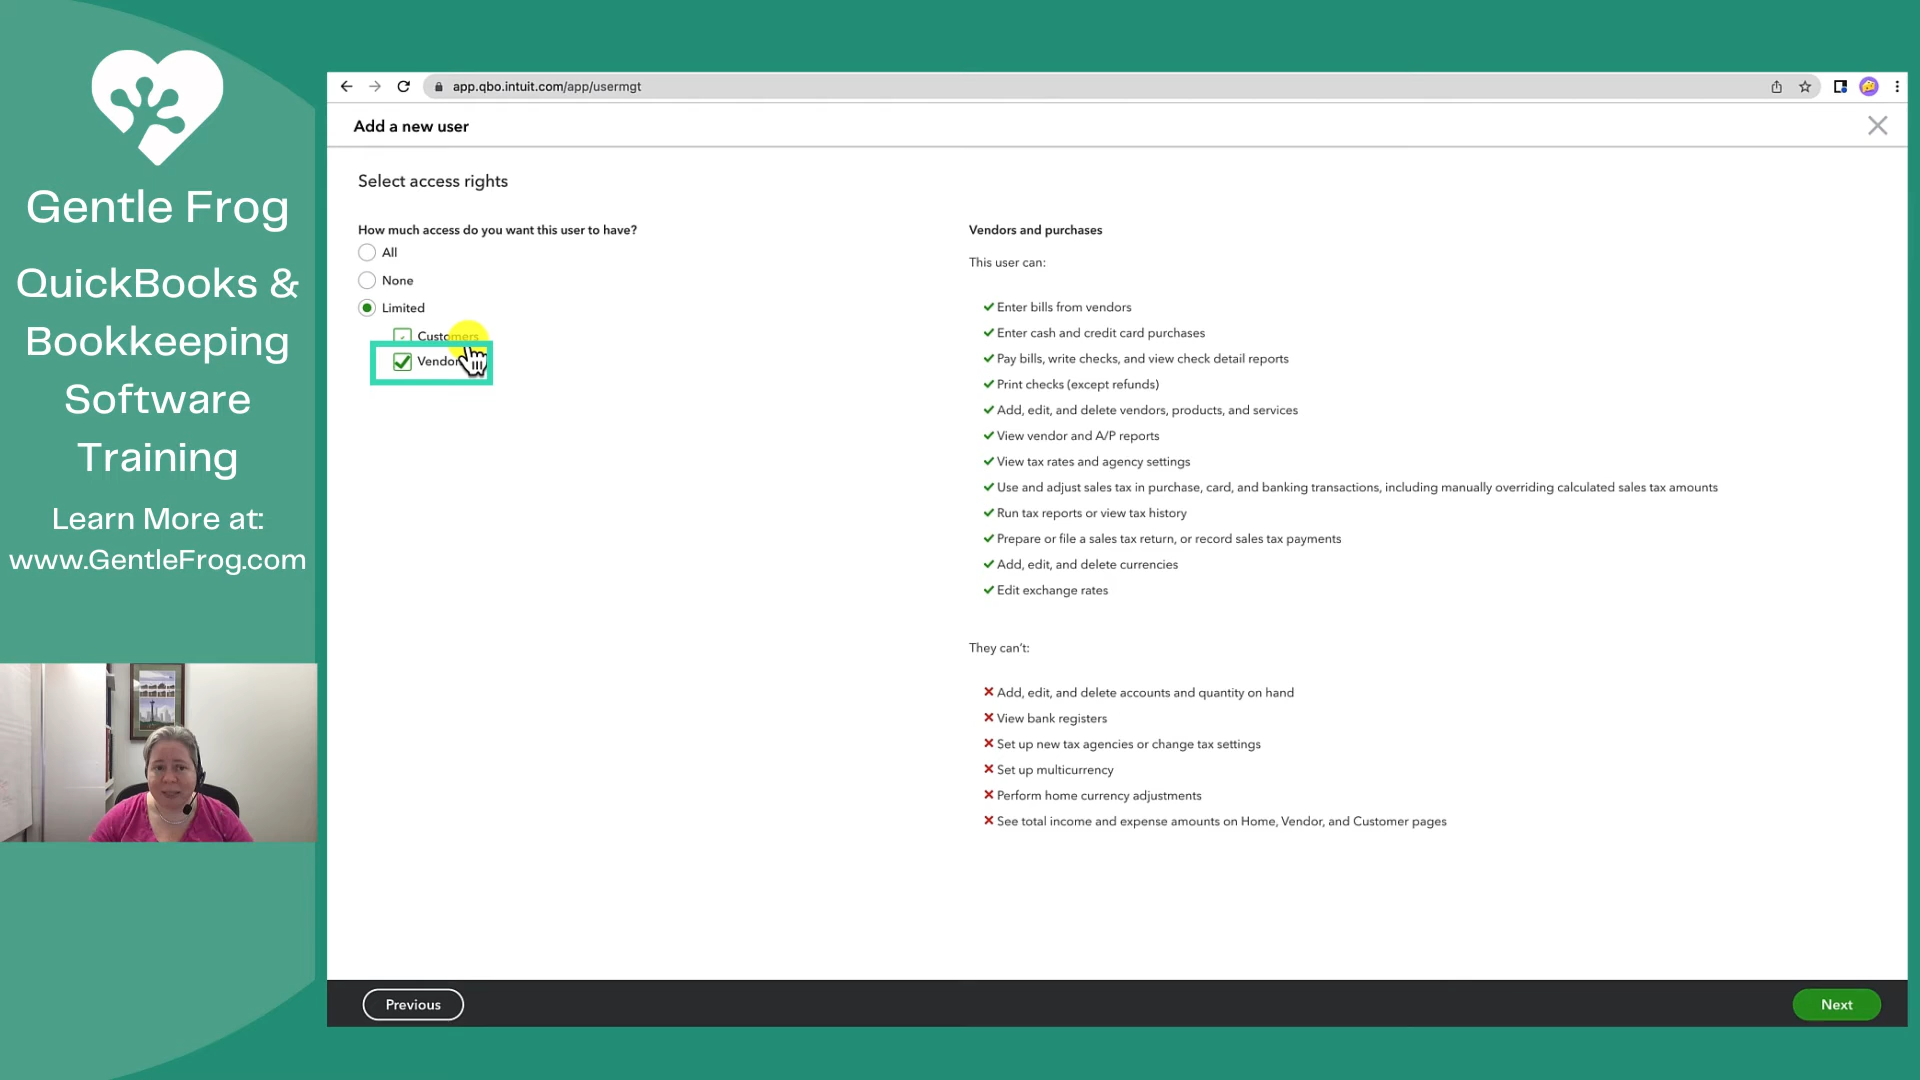 Gentle Frog
QuickBooks &
Bookkeeping
Software
Training
Learn More at:
www.GentleFrog.com
app.qbo.intuit.com/app/usermgt
Add a new user
Select access rights
How much access do you want this user to have?
All
None
Limited
Customers
Vendor
Vendors and purchases
This user can:
Enter bills from vendors
Enter cash and credit card purchases
Pay bills, write checks, and view check detail reports
Print checks (except refunds)
Add, edit, and delete vendors, products, and services
View vendor and A/P reports
View tax rates and agency settings
Use and adjust sales tax in purchase, card, and banking transactions, including manually overriding calculated sales tax amounts
Run tax reports or view tax history
Prepare or file a sales tax return, or record sales tax payments
Add, edit, and delete currencies
Edit exchange rates
They can't:
Add, edit, and delete accounts and quantity on hand
View bank registers
Set up new tax agencies or change tax settings
Set up multicurrency
Perform home currency adjustments
See total income and expense amounts on Home, Vendor, and Customer pages
Previous
Next